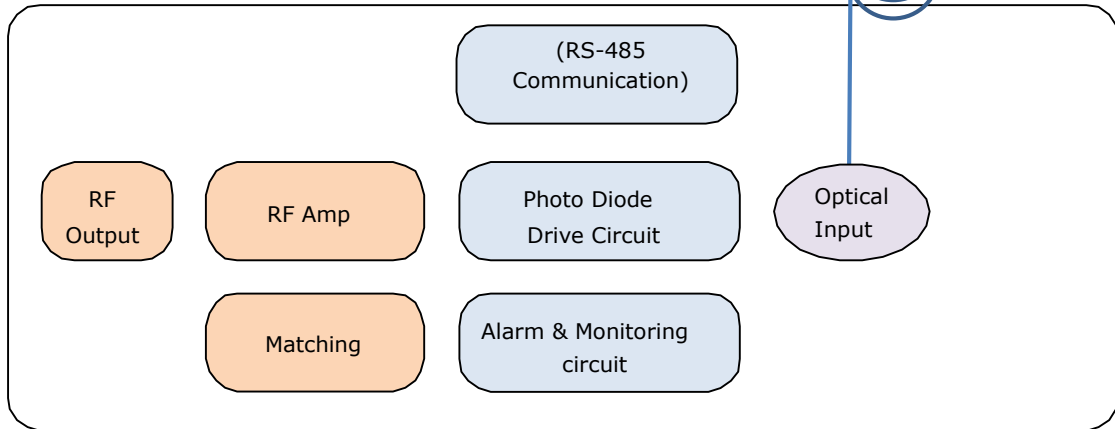 (RS-485
Communication)
RF
Output
RF Amp
Photo Diode
Drive Circuit
Optical
Input
Matching
Alarm & Monitoring
circuit